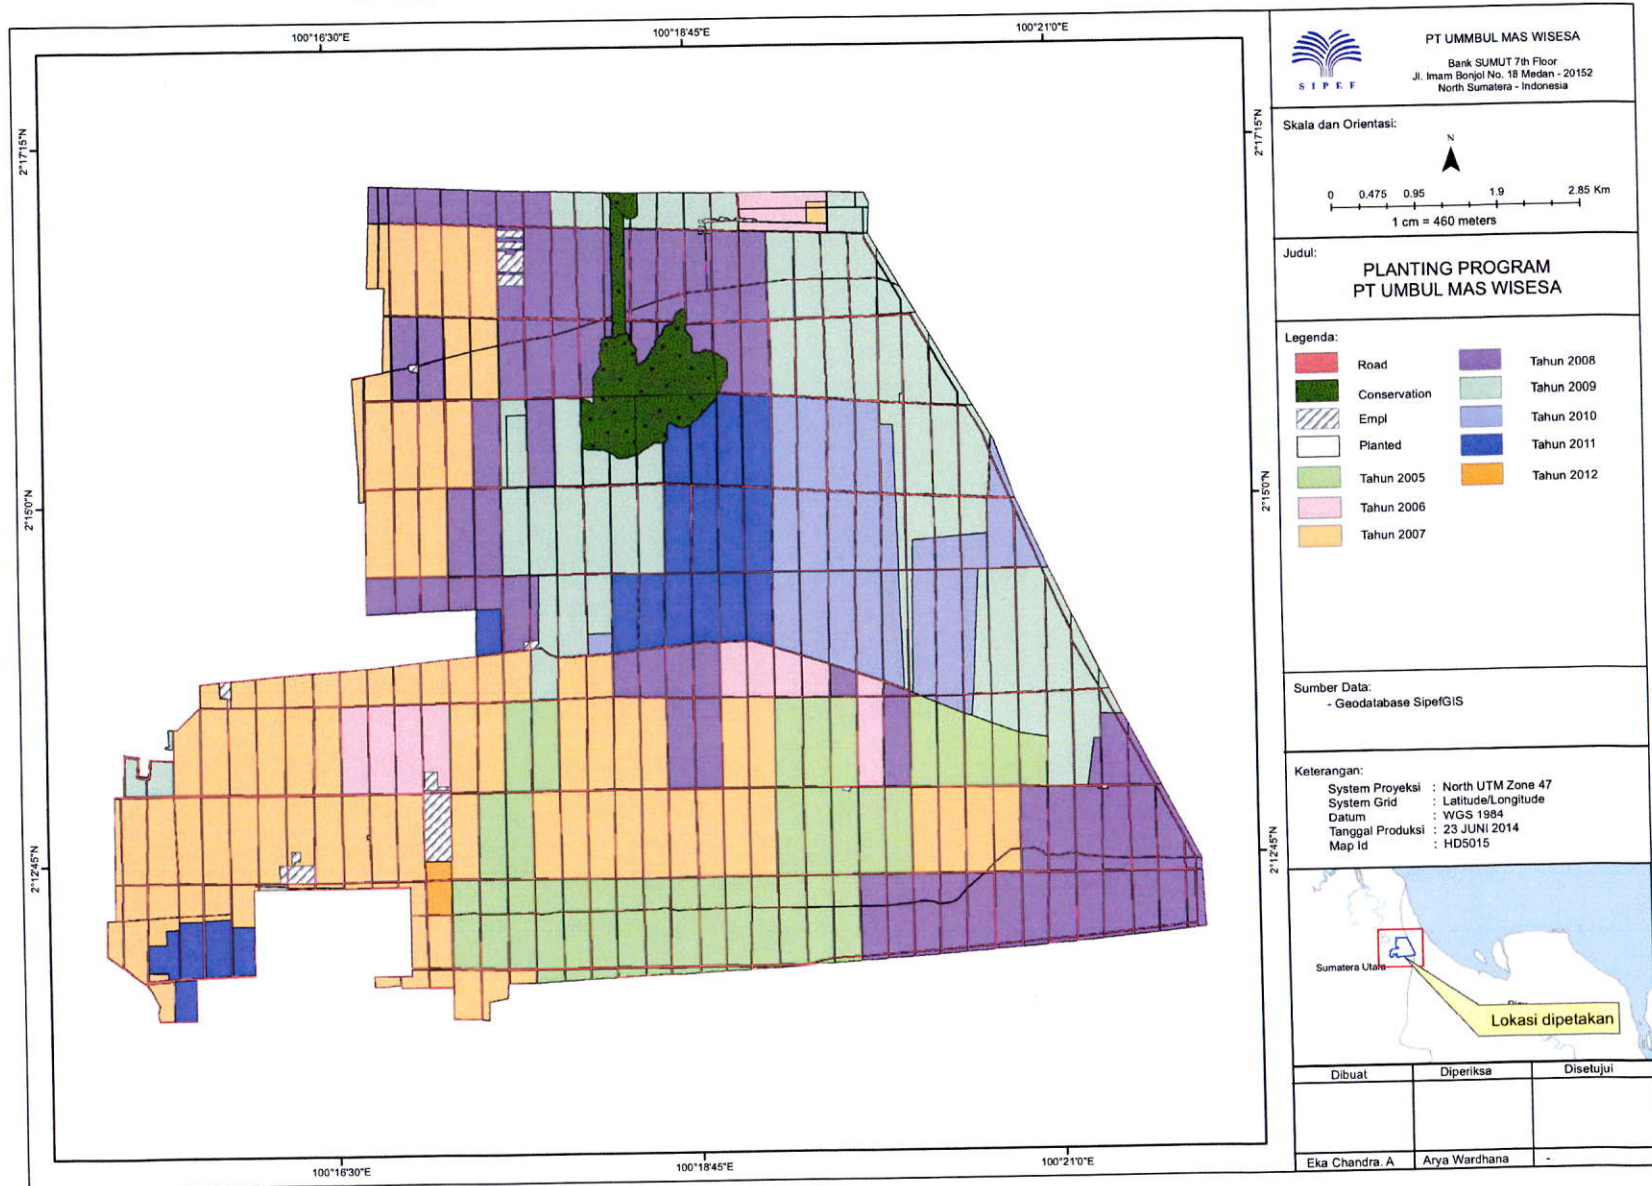 100°16'30"E
100°18'45"E
100°21'0"E
2°17'15"N
2°17'15"N
2°15'0"N
2°15'0"N
2°12'45"N
2°12'45"N
100°16'30"E
100°18'45"E
100°21'0"E
SIPEF
PT UMMBUL MAS WISESA
Bank SUMUT 7th Floor
Jl. Imam Bonjol No. 18 Medan - 20152
North Sumatera - Indonesia
Skala dan Orientasi:
N
0 0.475 0.95 1.9 2.85 Km
1 cm = 460 meters
Judul:
PLANTING PROGRAM
PT UMBUL MAS WISESA
Legenda:
Road
Conservation
Empl
Planted
Tahun 2005
Tahun 2006
Tahun 2007
Tahun 2008
Tahun 2009
Tahun 2010
Tahun 2011
Tahun 2012
Sumber Data:
- Geodatabase SipefGIS
Keterangan:
System Proyeksi : North UTM Zone 47
System Grid : Latitude/Longitude
Datum : WGS 1984
Tanggal Produksi : 23 JUNI 2014
Map Id : HD5015
Sumatera Utara
Lokasi dipetakan
Dibuat Diperiksa Disetujui
Eka Chandra. A Arya Wardhana -